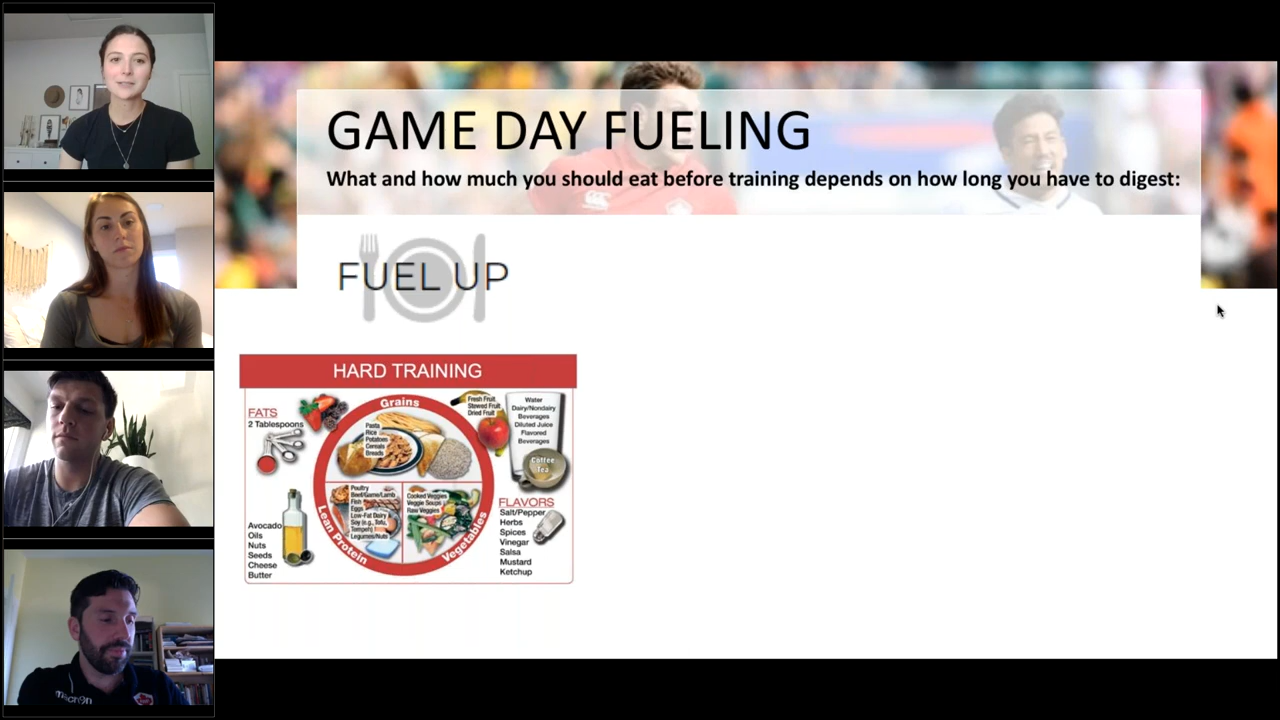 GAME DAY FUELING
What and how much you should eat before training depends on how long you have to digest:
FUEL UP
HARD TRAINING
FATS
2 Tablespoons
Avocado
Oils
Nuts
Seeds
Cheese
Butter
Grains
Pasta
Rice
Potatoes
Cereals
Breads
Lean Protein
Poultry
Beef/Game/Lamb
Fish
Eggs
Low-Fat Dairy &
Soy (e.g., Tofu,
Tempeh)
Legumes/Nuts
Vegetables
Cooked Veggies
Veggie Soups
Raw Veggies
Fresh Fruit
Stewed Fruit
Dried Fruit
Water
Dairy/Nondairy
Beverages
Diluted Juice
Flavored
Beverages
Coffee
Tea
FLAVORS
Salt/Pepper
Herbs
Spices
Vinegar
Salsa
Mustard
Ketchup
macron